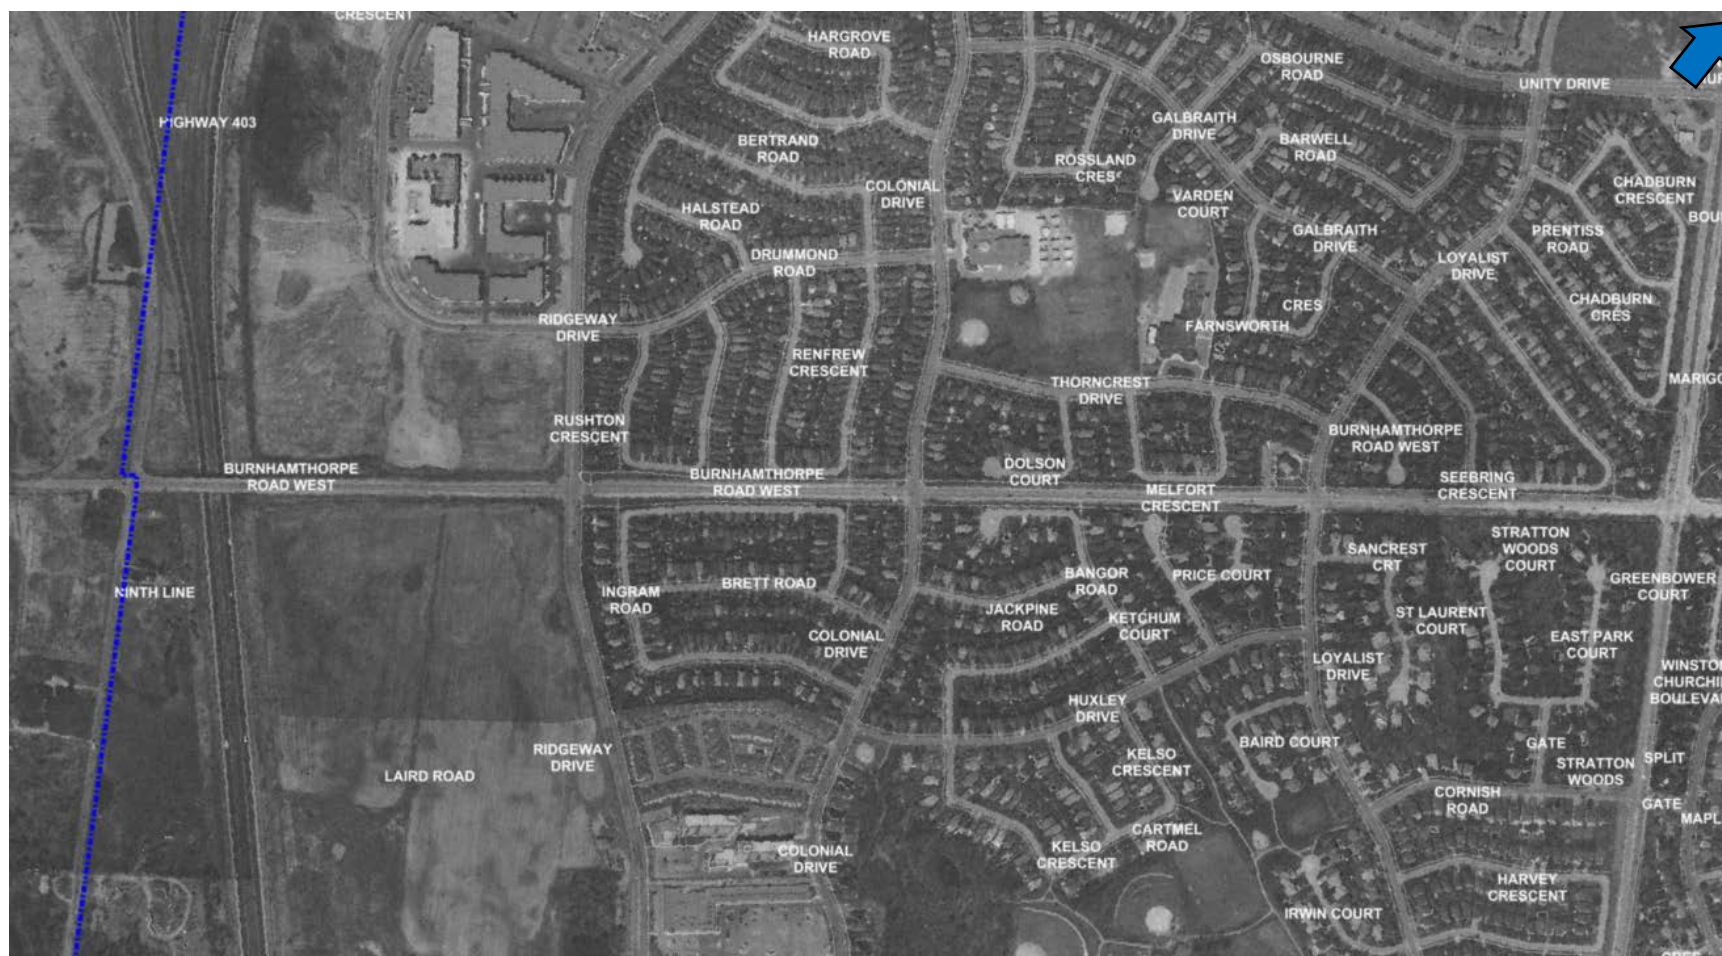 CRESCENT
HARGROVE
ROAD
OSBOURNE
ROAD
UNITY DRIVE
HIGHWAY 403
GALBRAITH
DRIVE
BERTRAND
ROAD
BARWELL
ROAD
ROSSLAND
CRES
COLONIAL
DRIVE
VARDEN
COURT
CHADBURN
CRESCENT
HALSTEAD
ROAD
GALBRAITH
DRIVE
PRENTISS
ROAD
BOU
DRUMMOND
ROAD
LOYALIST
DRIVE
CHADBURN
CRES
CRES
FARNSWORTH
RIDGEWAY
DRIVE
RENFREW
CRESCENT
THORNCREST
DRIVE
MARIGO
RUSHTON
CRESCENT
BURNHAMTHORPE
ROAD WEST
BURNHAMTHORPE
ROAD WEST
BURNHAMTHORPE
ROAD WEST
DOLSON
COURT
MELFORT
CRESCENT
SEEBRING
CRESCENT
STRATTON
WOODS
COURT
SANCREST
CRT
NINTH LINE
INGRAM
ROAD
BRETT ROAD
BANGOR
ROAD
PRICE COURT
GREENBOWER
COURT
JACKPINE
ROAD
KETCHUM
COURT
ST LAURENT
COURT
COLONIAL
DRIVE
EAST PARK
COURT
LOYALIST
DRIVE
WINSTON
CHURCHI
BOULEVA
HUXLEY
DRIVE
RIDGEWAY
DRIVE
LAIRD ROAD
KELSO
CRESCENT
BAIRD COURT
GATE
STRATTON
WOODS
SPLIT
CORNISH
ROAD
GATE
MAPL
CARTMEL
ROAD
COLONIAL
DRIVE
KELSO
CRESCENT
HARVEY
CRESCENT
IRWIN COURT